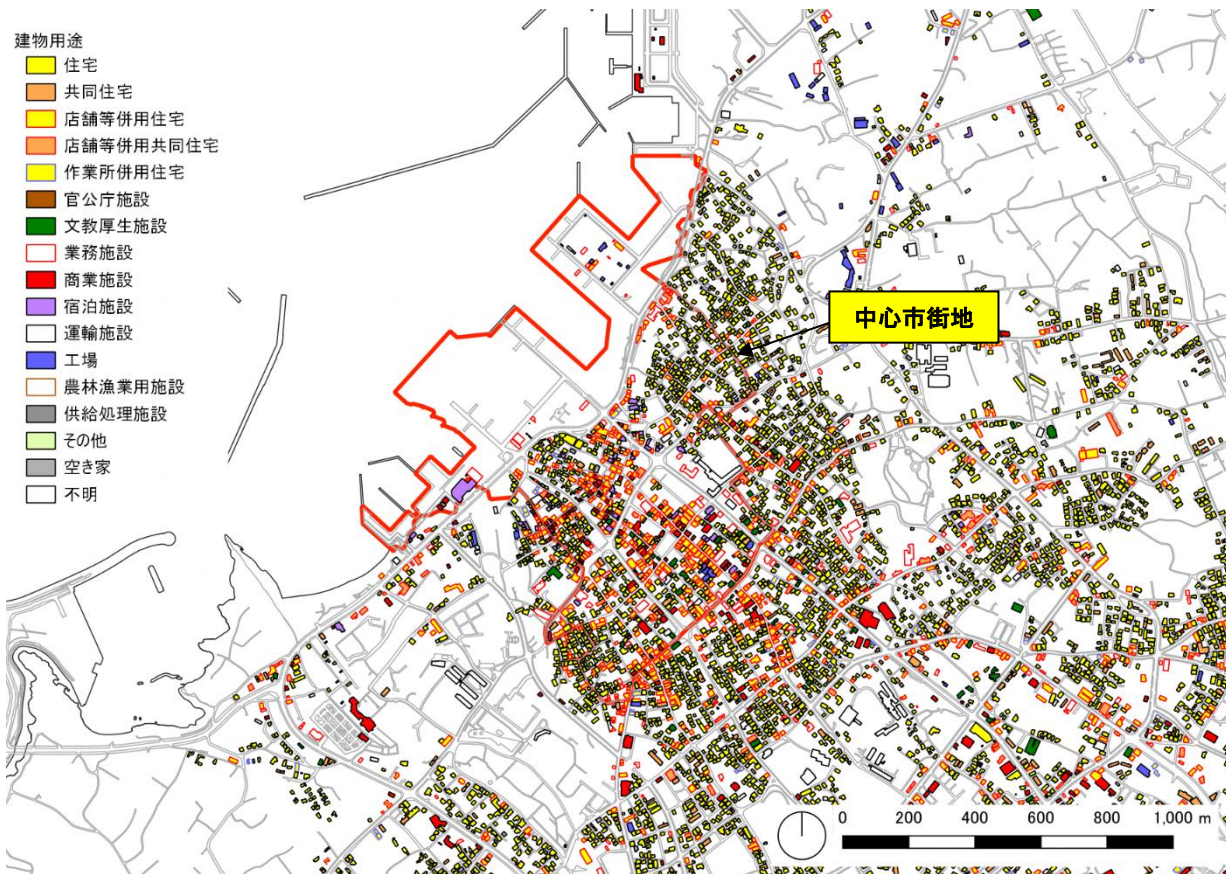 建物用途
住宅
共同住宅
店舗等併用住宅
店舗等併用共同住宅
作業所併用住宅
官公庁施設
文教厚生施設
業務施設
商業施設
宿泊施設
運輸施設
工場
農林漁業用施設
供給処理施設
その他
空き家
不明
中心市街地
0 200 400 600 800 1,000 m